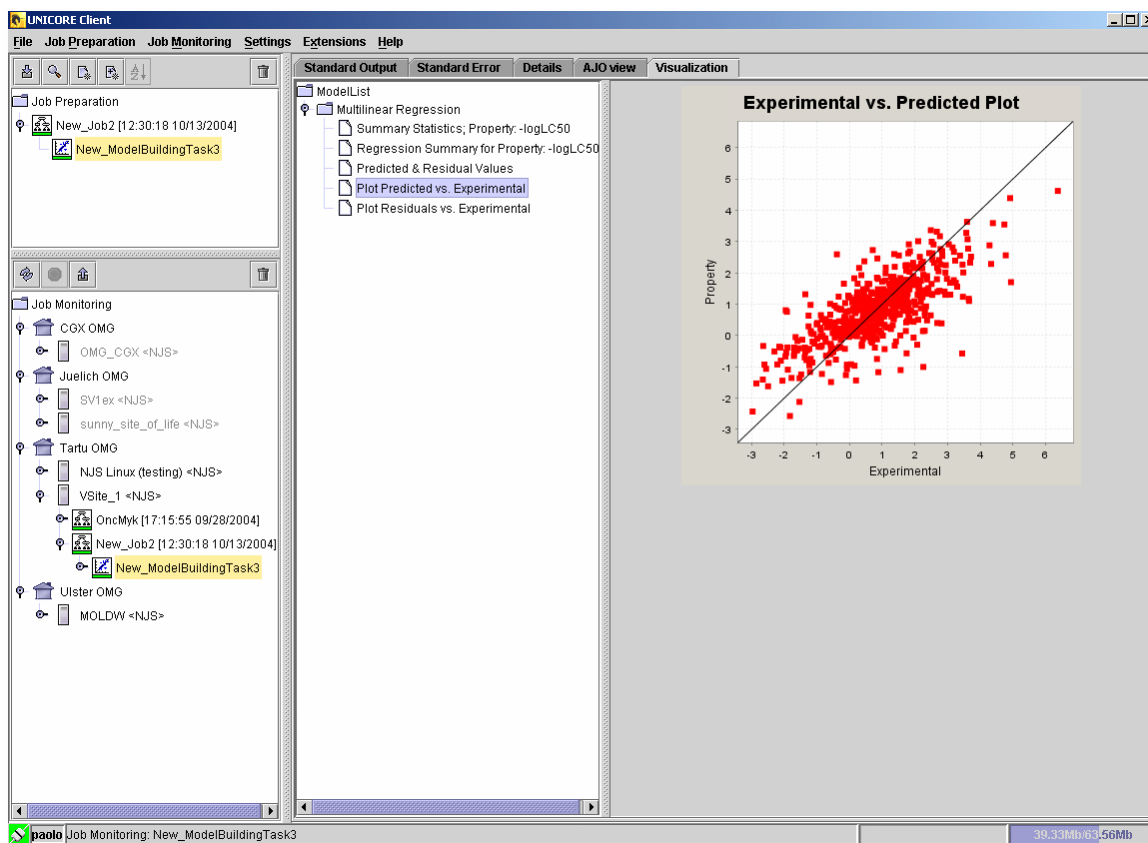 UNICORE Client
File Job Preparation Job Monitoring Settings Extensions Help
Job Preparation
New_Job2 [12:30:18 10/13/2004]
New_ModelBuildingTask3
Job Monitoring
CGX OMG
OMG_CGX <NJS>
Juelich OMG
SV1ex <NJS>
sunny_site_of_life <NJS>
Tartu OMG
NJS Linux (testing) <NJS>
VSite_1 <NJS>
OncMyk [17:15:55 09/28/2004]
New_Job2 [12:30:18 10/13/2004]
New_ModelBuildingTask3
Ulster OMG
MOLDW <NJS>
Standard Output Standard Error Details AJO view Visualization
ModelList
Multilinear Regression
Summary Statistics; Property: -logLC50
Regression Summary for Property: -logLC50
Predicted & Residual Values
Plot Predicted vs. Experimental
Plot Residuals vs. Experimental
Experimental vs. Predicted Plot
Property
6
5
4
3
2
1
0
-1
-2
-3
-3 -2 -1 0 1 2 3 4 5 6
Experimental
paolo Job Monitoring: New_ModelBuildingTask3
39.33Mb/63.56Mb